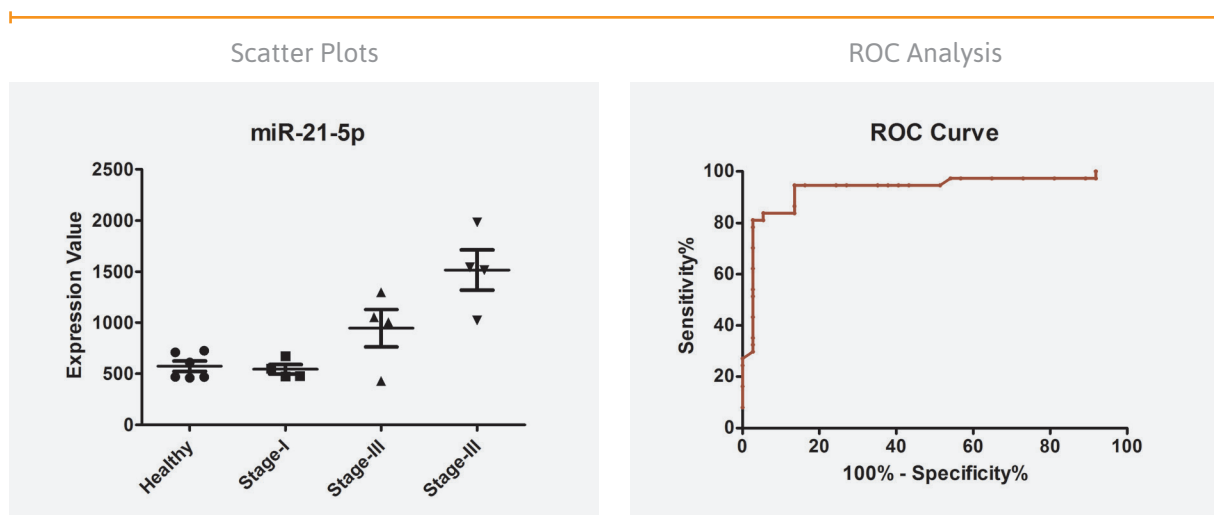 Scatter Plots
miR-21-5p
Expression Value
2500
2000
1500
1000
500
0
Healthy
Stage-I
Stage-III
Stage-III
ROC Analysis
ROC Curve
Sensitivity%
100
80
60
40
20
0
0 20 40 60 80 100
100% - Specificity%